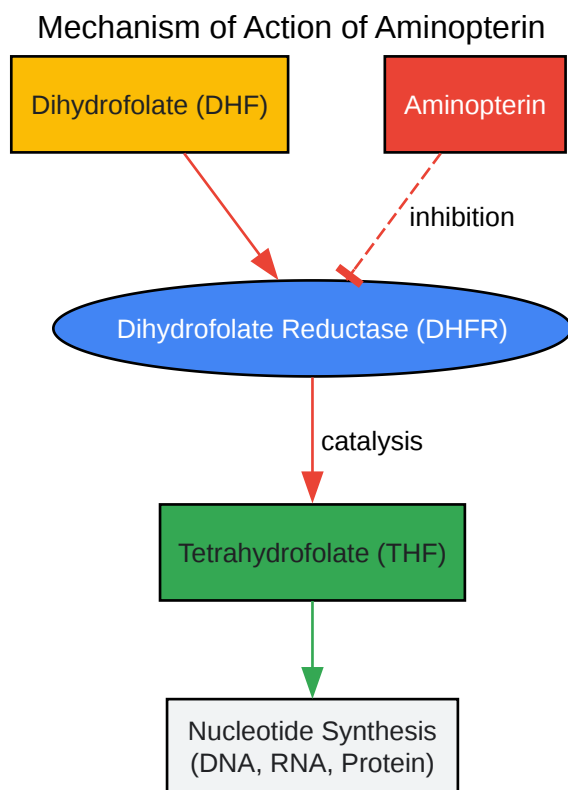 Mechanism of Action of Aminopterin
Dihydrofolate (DHF)
Aminopterin
inhibition
Dihydrofolate Reductase (DHFR)
catalysis
Tetrahydrofolate (THF)
Nucleotide Synthesis
(DNA, RNA, Protein)